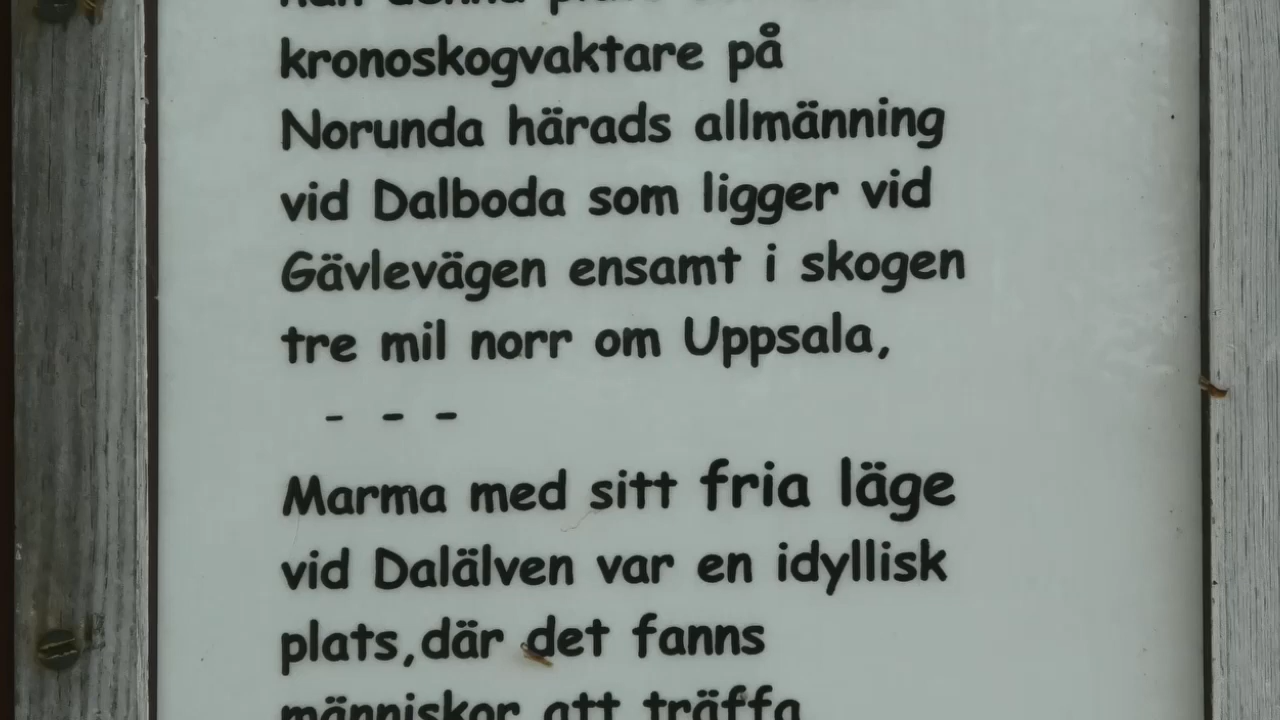 kronoskogvaktare på
Norunda härads allmänning
vid Dalboda som ligger vid
Gävlevägen ensamt i skogen
tre mil norr om Uppsala,
- - -
Marma med sitt fria läge
vid Dalälven var en idyllisk
plats,där det fanns
människor att träffa